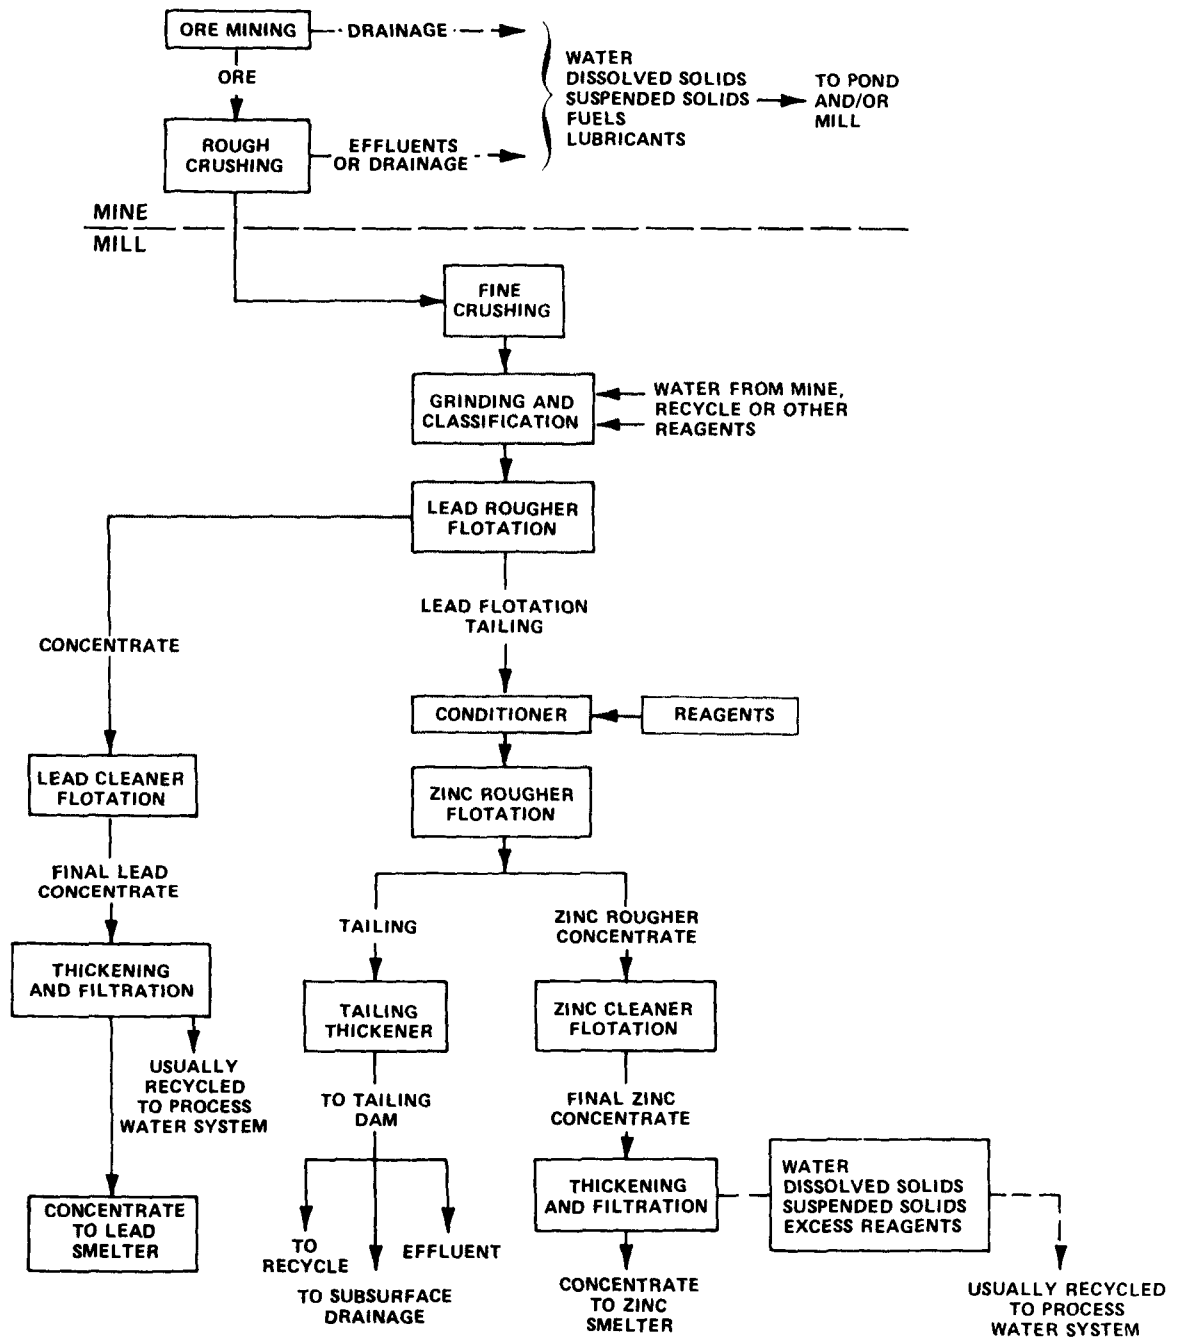 ORE MINING
DRAINAGE
ORE
WATER
DISSOLVED SOLIDS
SUSPENDED SOLIDS
FUELS
LUBRICANTS
TO POND
AND/OR
MILL
ROUGH
CRUSHING
EFFLUENTS
OR DRAINAGE
MINE
MILL
FINE
CRUSHING
GRINDING AND
CLASSIFICATION
WATER FROM MINE,
RECYCLE OR OTHER
REAGENTS
LEAD ROUGHER
FLOTATION
LEAD FLOTATION
TAILING
CONCENTRATE
CONDITIONER
REAGENTS
LEAD CLEANER
FLOTATION
ZINC ROUGHER
FLOTATION
FINAL LEAD
CONCENTRATE
TAILING
ZINC ROUGHER
CONCENTRATE
THICKENING
AND FILTRATION
TAILING
THICKENER
ZINC CLEANER
FLOTATION
USUALLY
RECYCLED
TO PROCESS
WATER SYSTEM
TO TAILING
DAM
FINAL ZINC
CONCENTRATE
THICKENING
AND FILTRATION
WATER
DISSOLVED SOLIDS
SUSPENDED SOLIDS
EXCESS REAGENTS
CONCENTRATE
TO LEAD
SMELTER
TO
RECYCLE
EFFLUENT
TO SUBSURFACE
DRAINAGE
CONCENTRATE
TO ZINC
SMELTER
USUALLY RECYCLED
TO PROCESS
WATER SYSTEM